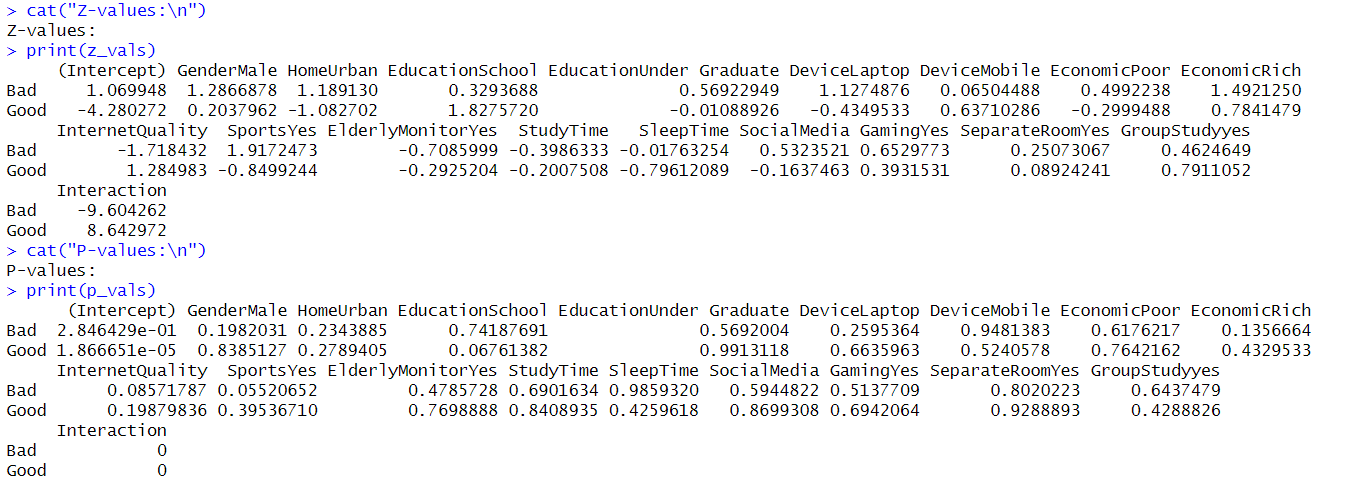 > cat("Z-values:\n")
Z-values:
> print(z_vals)
     (Intercept) GenderMale HomeUrban EducationSchool EducationUnder Graduate DeviceLaptop DeviceMobile EconomicPoor EconomicRich
Bad     1.069948  1.2866878  1.189130       0.3293688              0.56922949    1.1274876   0.06504488    0.4992238    1.4921250
Good   -4.280272  0.2037962 -1.082702       1.8275720             -0.01088926   -0.4349533   0.63710286   -0.2999488    0.7841479
     InternetQuality  SportsYes ElderlyMonitorYes  StudyTime   SleepTime SocialMedia GamingYes SeparateRoomYes GroupStudyyes
Bad        -1.718432  1.9172473        -0.7085999 -0.3986333 -0.01763254   0.5323521 0.6529773      0.25073067     0.4624649
Good        1.284983 -0.8499244        -0.2925204 -0.2007508 -0.79612089  -0.1637463 0.3931531      0.08924241     0.7911052
     Interaction
Bad    -9.604262
Good    8.642972
> cat("P-values:\n")
P-values:
> print(p_vals)
      (Intercept) GenderMale HomeUrban EducationSchool EducationUnder Graduate DeviceLaptop DeviceMobile EconomicPoor EconomicRich
Bad  2.846429e-01  0.1982031 0.2343885      0.74187691               0.5692004    0.2595364    0.9481383    0.6176217    0.1356664
Good 1.866651e-05  0.8385127 0.2789405      0.06761382               0.9913118    0.6635963    0.5240578    0.7642162    0.4329533
     InternetQuality  SportsYes ElderlyMonitorYes StudyTime SleepTime SocialMedia GamingYes SeparateRoomYes GroupStudyyes
Bad       0.08571787 0.05520652         0.4785728 0.6901634 0.9859320   0.5944822 0.5137709       0.8020223     0.6437479
Good      0.19879836 0.39536710         0.7698888 0.8408935 0.4259618   0.8699308 0.6942064       0.9288893     0.4288826
     Interaction
Bad            0
Good           0